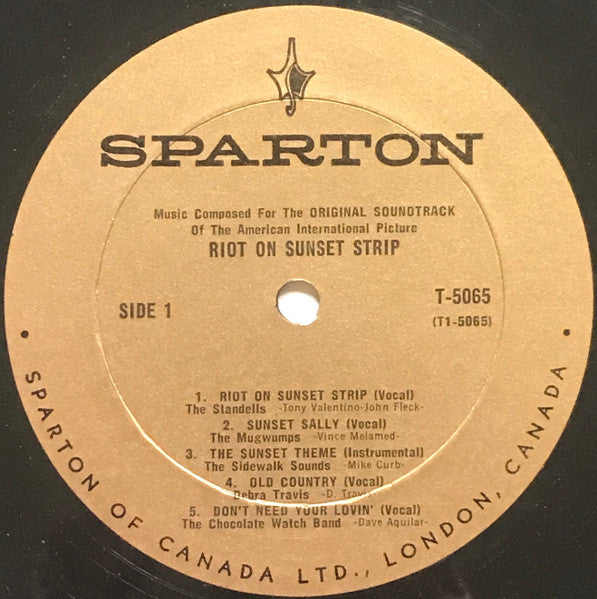 SPARTON
Music Composed For The ORIGINAL SOUNDTRACK
Of The American International Picture
RIOT ON SUNSET STRIP
SIDE 1
T-5065
(T1-5065)
1. RIOT ON SUNSET STRIP (Vocal)
The Standells -Tony Valentino-John Fleck-
2. SUNSET SALLY (Vocal)
The Mugwumps -Vince Melamed-
3. THE SUNSET THEME (Instrumental)
The Sidewalk Sounds -Mike Curb-
4. OLD COUNTRY (Vocal)
Debra Travis -D. Travis-
5. DON'T NEED YOUR LOVIN' (Vocal)
The Chocolate Watch Band -Dave Aquilar-
• SPARTON OF CANADA LTD., LONDON, CANADA •